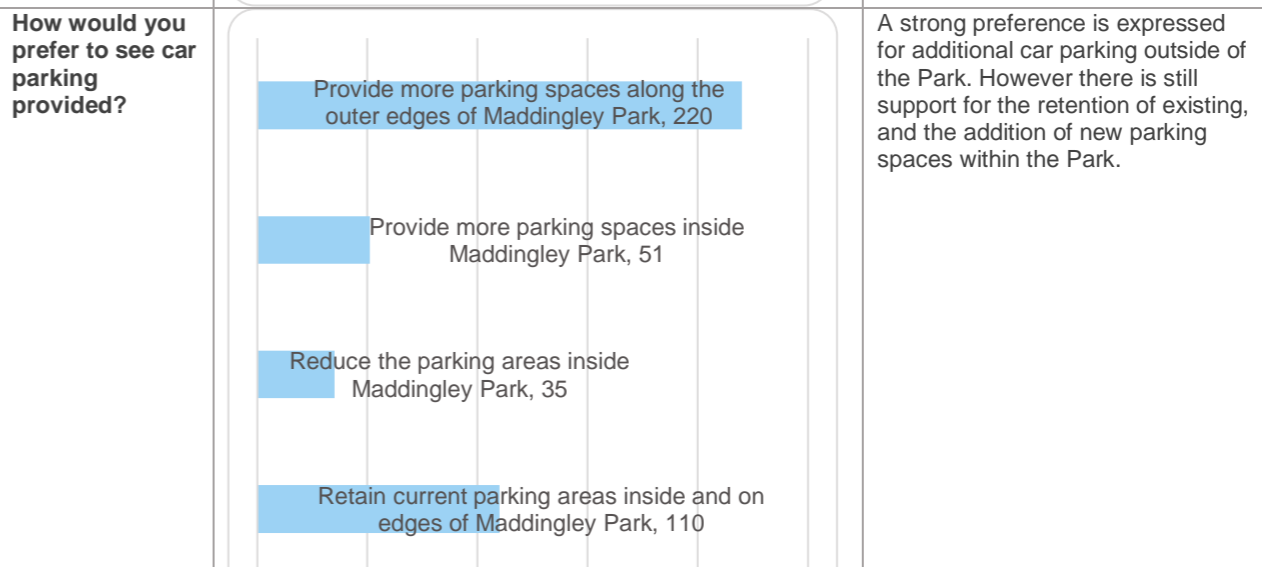 How would you
prefer to see car
parking
provided?
Provide more parking spaces along the
outer edges of Maddingley Park, 220
Provide more parking spaces inside
Maddingley Park, 51
Reduce the parking areas inside
Maddingley Park, 35
Retain current parking areas inside and on
edges of Maddingley Park, 110
A strong preference is expressed
for additional car parking outside of
the Park. However there is still
support for the retention of existing,
and the addition of new parking
spaces within the Park.